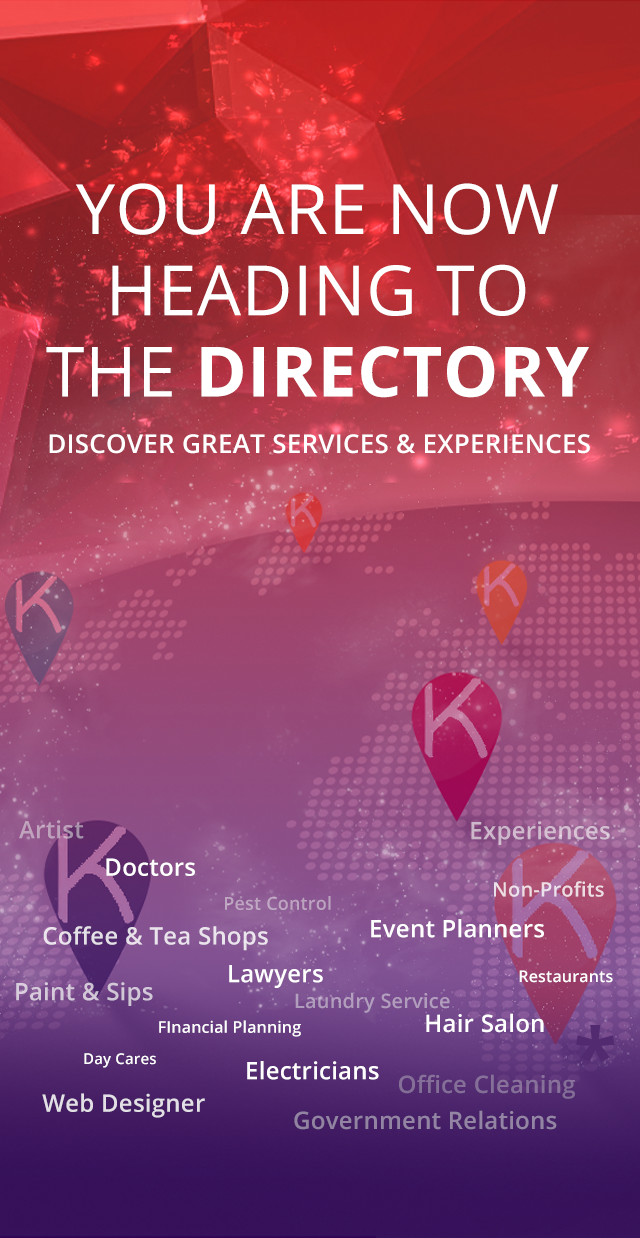 YOU ARE NOW
HEADING TO
THE DIRECTORY
DISCOVER GREAT SERVICES & EXPERIENCES
K
K
K
K
K
K
Artist
Experiences
Doctors
Non-Profits
Pest Control
Coffee & Tea Shops
Event Planners
Lawyers
Restaurants
Paint & Sips
Laundry Service
FInancial Planning
Hair Salon
*
Day Cares
Electricians
Office Cleaning
Web Designer
Government Relations